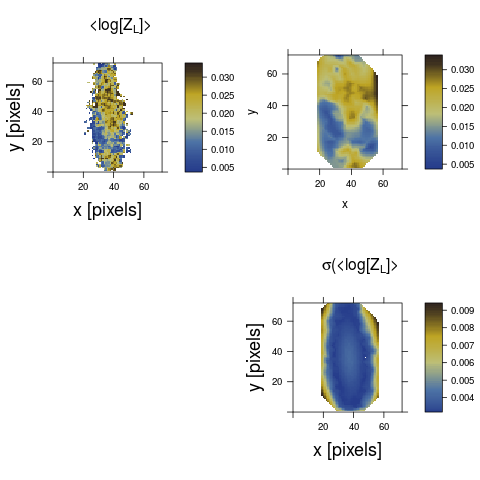 <log[Z_L]>
y [pixels]
60
40
20
20 40 60
x [pixels]
0.030
0.025
0.020
0.015
0.010
0.005
y
60
40
20
20 40 60
x
0.030
0.025
0.020
0.015
0.010
0.005
σ(<log[Z_L]>
y [pixels]
60
40
20
20 40 60
x [pixels]
0.009
0.008
0.007
0.006
0.005
0.004